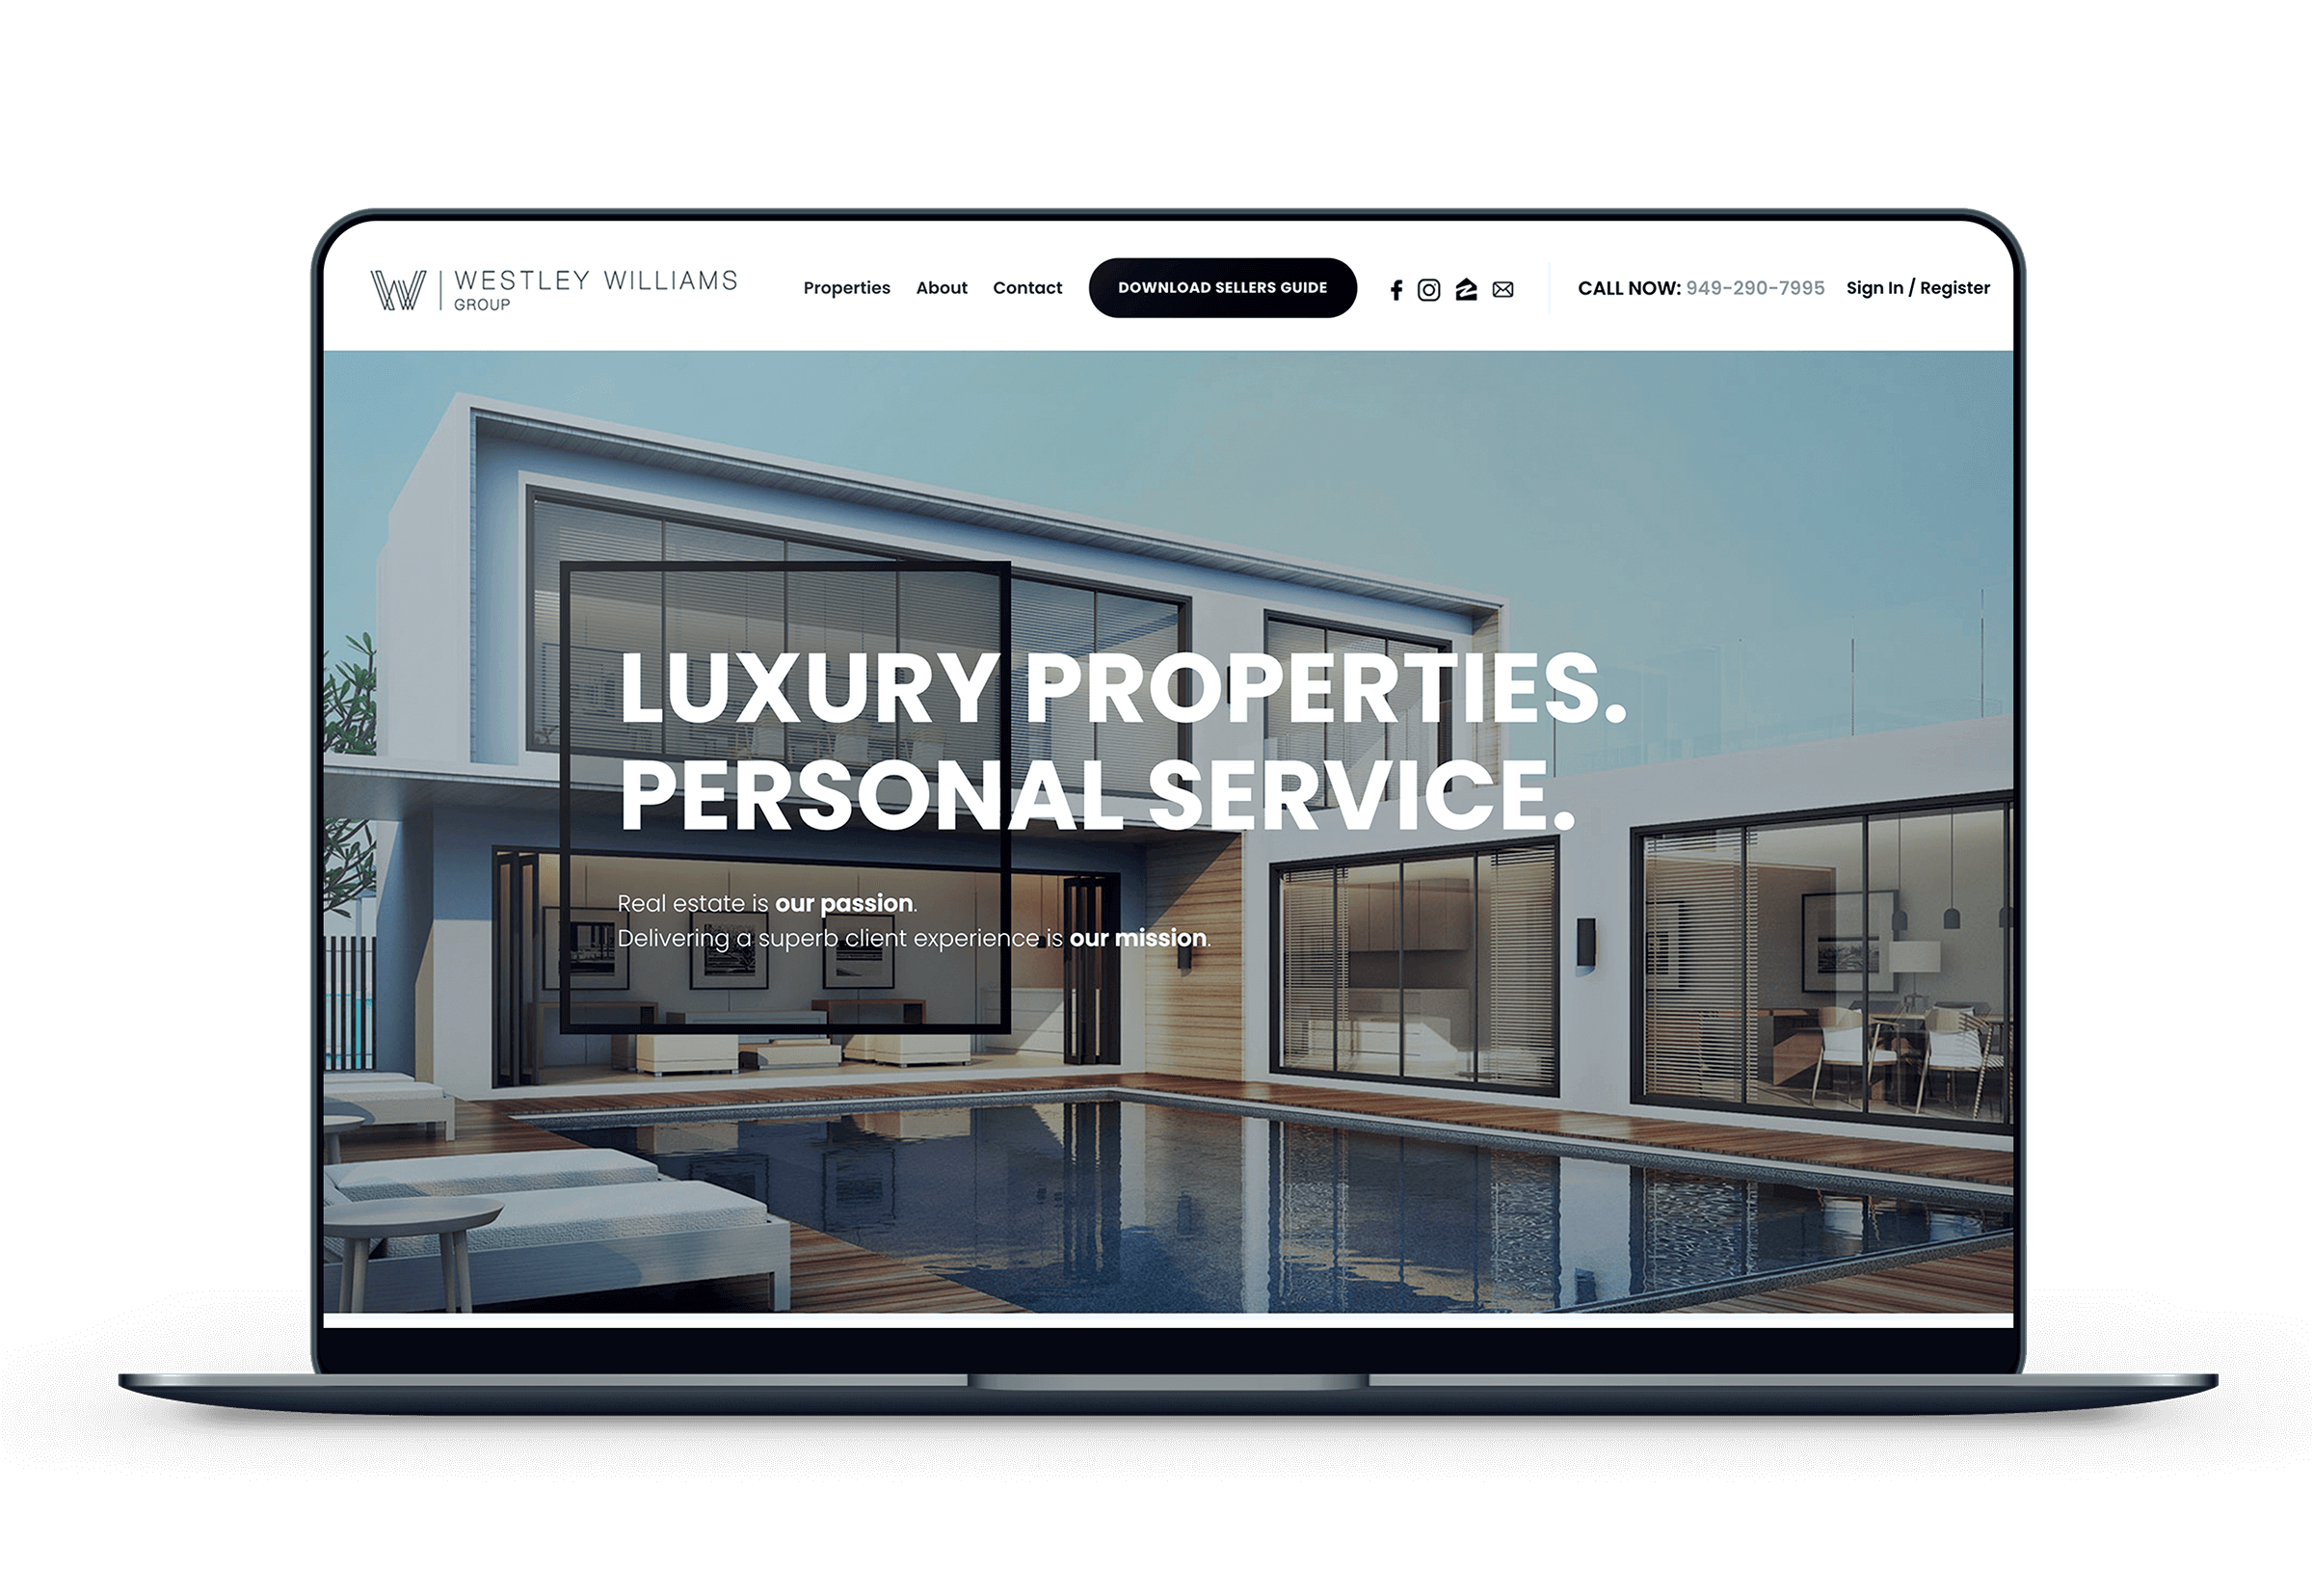 WESTLEY WILLIAMS
GROUP
Properties
About
Contact
DOWNLOAD SELLERS GUIDE
CALL NOW: 949-290-7995
Sign In / Register
LUXURY PROPERTIES.
PERSONAL SERVICE.
Real estate is our passion.
Delivering a superb client experience is our mission.